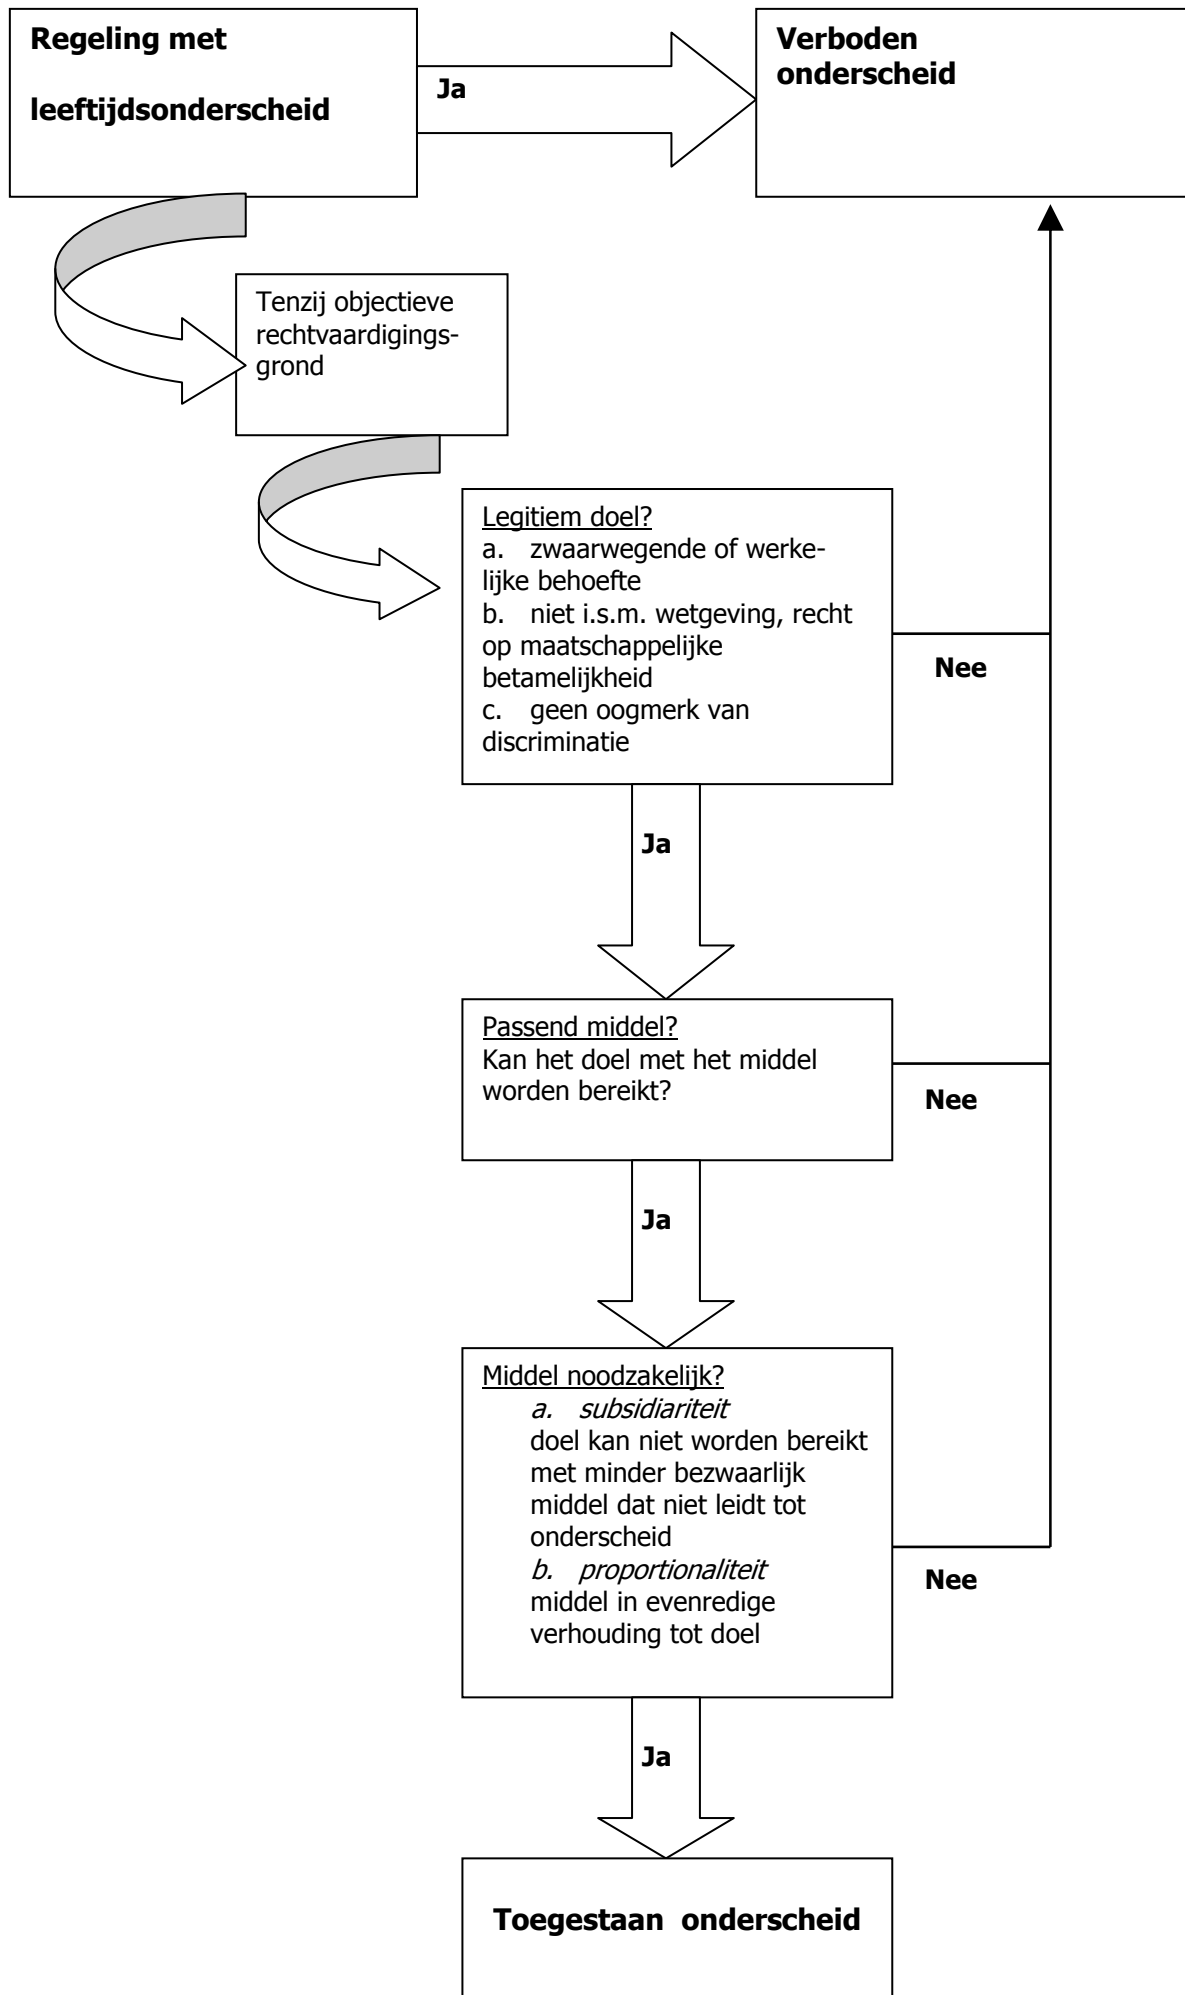 Regeling met
leeftijdsonderscheid
Ja
Verboden
onderscheid
Tenzij objectieve
rechtvaardigings-
grond
Legitiem doel?
a. zwaarwegende of werke-
lijke behoefte
b. niet i.s.m. wetgeving, recht
op maatschappelijke
betamelijkheid
c. geen oogmerk van
discriminatie
Nee
Ja
Passend middel?
Kan het doel met het middel
worden bereikt?
Nee
Ja
Middel noodzakelijk?
a. subsidiariteit
doel kan niet worden bereikt
met minder bezwaarlijk
middel dat niet leidt tot
onderscheid
b. proportionaliteit
middel in evenredige
verhouding tot doel
Nee
Ja
Toegestaan onderscheid